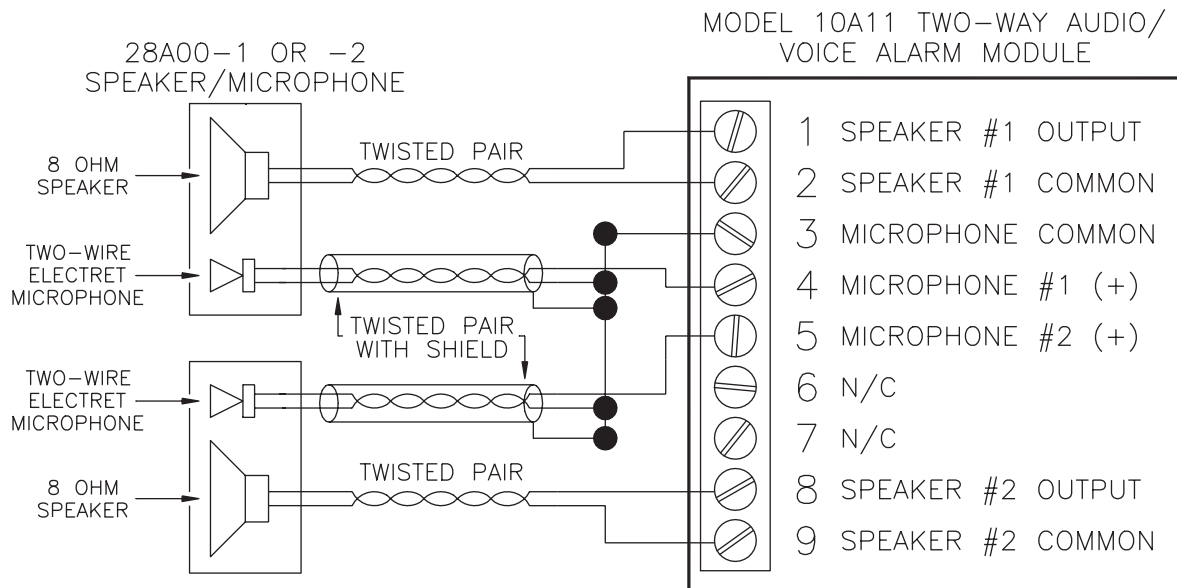 MODEL 10A11 TWO-WAY AUDIO/
VOICE ALARM MODULE
28A00-1 OR -2
SPEAKER/MICROPHONE
8 OHM
SPEAKER
TWISTED PAIR
TWO-WIRE
ELECTRET
MICROPHONE
TWISTED PAIR
WITH SHIELD
TWO-WIRE
ELECTRET
MICROPHONE
TWISTED PAIR
8 OHM
SPEAKER
1 SPEAKER #1 OUTPUT
2 SPEAKER #1 COMMON
3 MICROPHONE COMMON
4 MICROPHONE #1 (+)
5 MICROPHONE #2 (+)
6 N/C
7 N/C
8 SPEAKER #2 OUTPUT
9 SPEAKER #2 COMMON